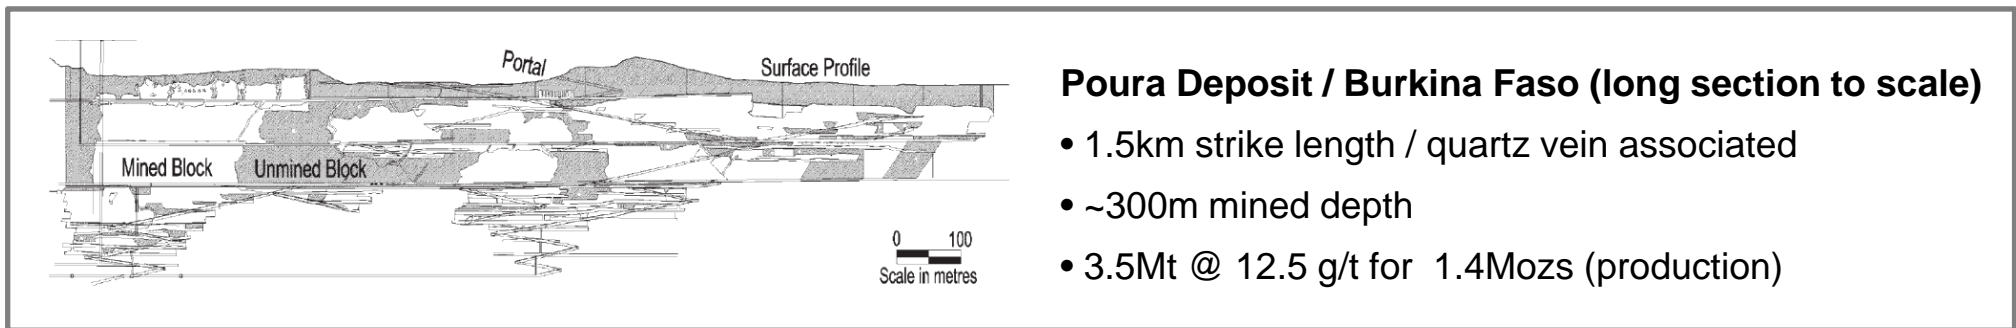 Portal
Surface Profile
Mined Block
Unmined Block
0 100
Scale in metres
Poura Deposit / Burkina Faso (long section to scale)
• 1.5km strike length / quartz vein associated
• ~300m mined depth
• 3.5Mt @ 12.5 g/t for 1.4Mozs (production)